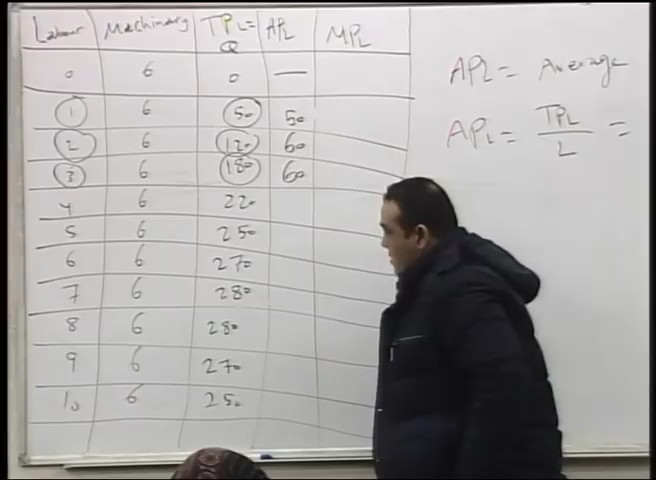 Labour Machinary TPL= Q APL MPL
0 6 0 —
1 6 50 50
2 6 120 60
3 6 180 60
4 6 220
5 6 250
6 6 270
7 6 280
8 6 280
9 6 270
10 6 250
APL = Average
APL = TPL / L =